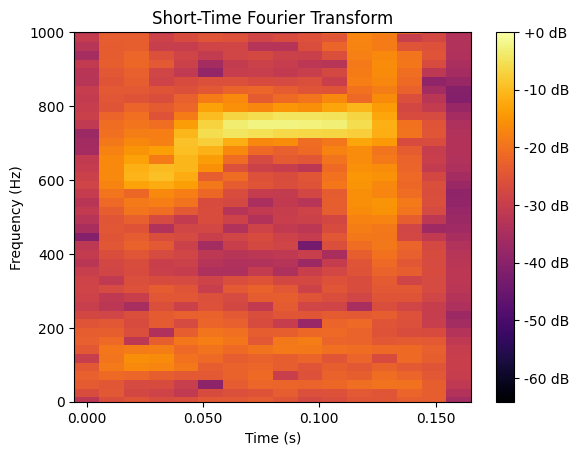 Short-Time Fourier Transform
1000
800
600
400
200
0
Frequency (Hz)
0.000
0.050
0.100
0.150
Time (s)
+0 dB
-10 dB
-20 dB
-30 dB
-40 dB
-50 dB
-60 dB